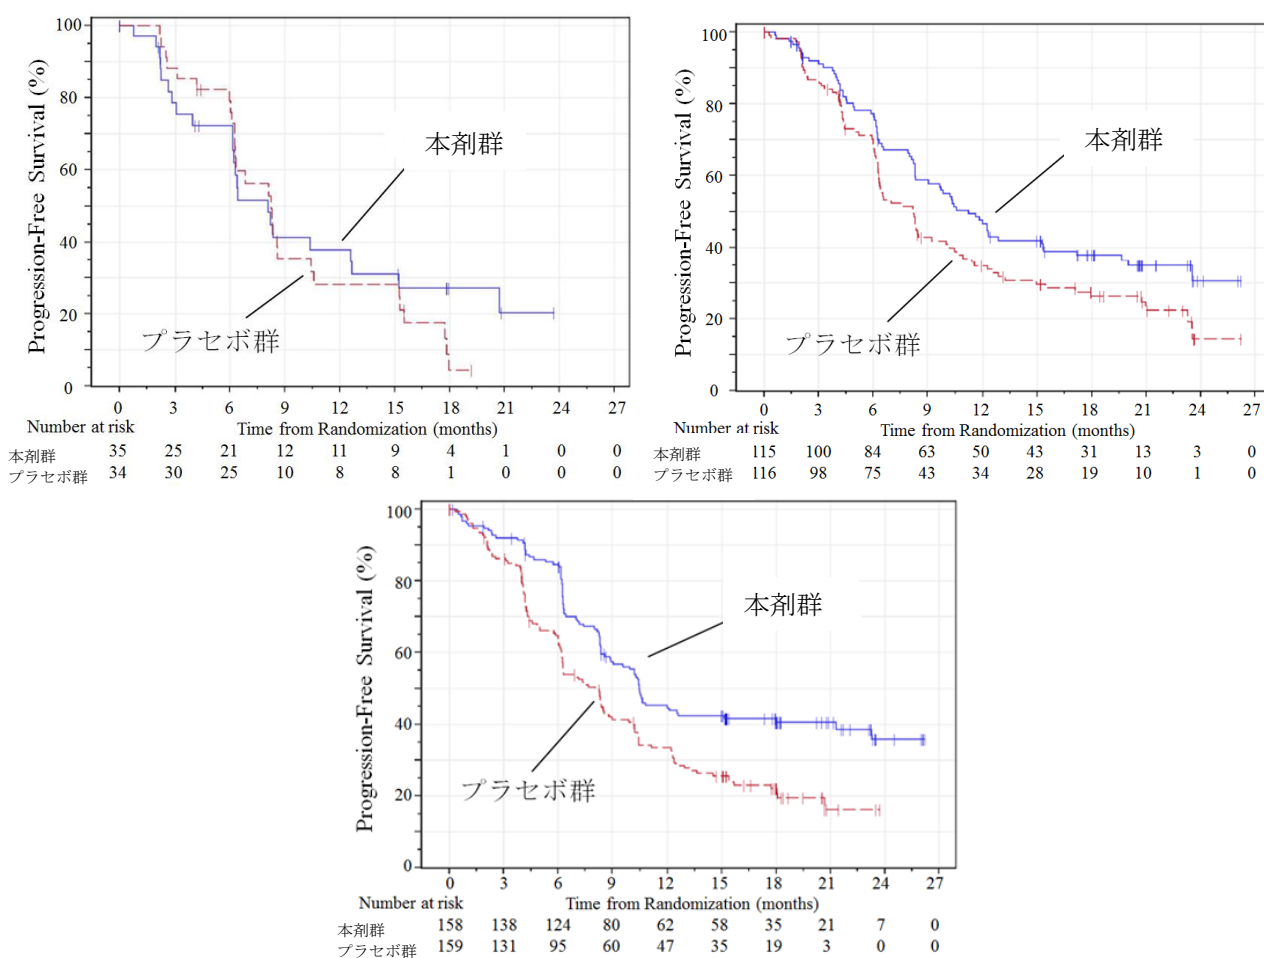 Progression-Free Survival (%)
100
80
60
40
20
0
本剤群
プラセボ群
0 3 6 9 12 15 18 21 24 27
Number at risk
Time from Randomization (months)
本剤群 35 25 21 12 11 9 4 1 0 0
プラセボ群 34 30 25 10 8 8 1 0 0 0
Progression-Free Survival (%)
100
80
60
40
20
0
本剤群
プラセボ群
0 3 6 9 12 15 18 21 24 27
Number at risk
Time from Randomization (months)
本剤群 115 100 84 63 50 43 31 13 3 0
プラセボ群 116 98 75 43 34 28 19 10 1 0
Progression-Free Survival (%)
100
80
60
40
20
0
本剤群
プラセボ群
0 3 6 9 12 15 18 21 24 27
Number at risk
Time from Randomization (months)
本剤群 158 138 124 80 62 58 35 21 7 0
プラセボ群 159 131 95 60 47 35 19 3 0 0